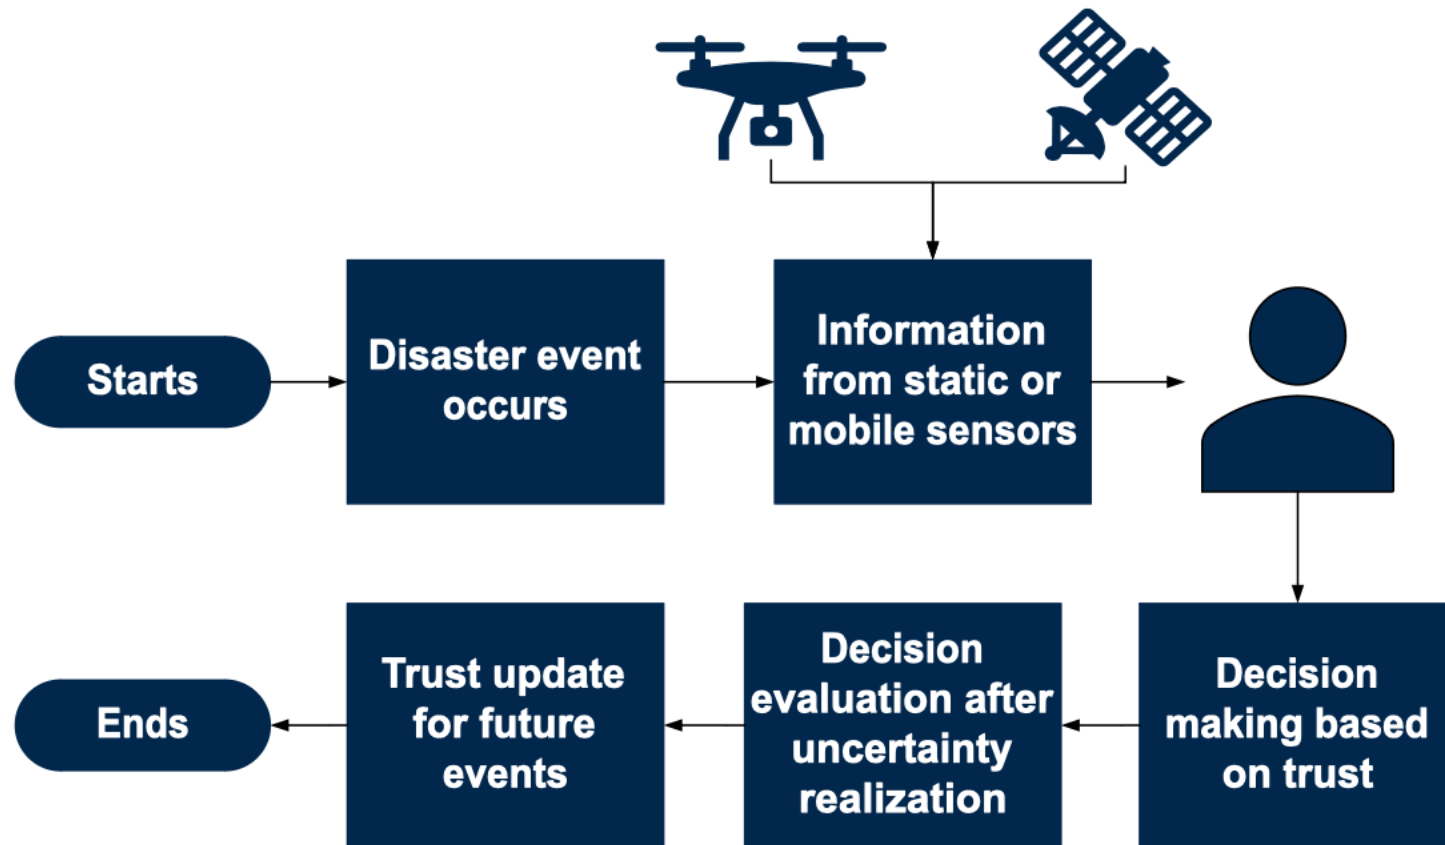 Starts
Disaster event
occurs
Information
from static or
mobile sensors
Decision
making based
on trust
Decision
evaluation after
uncertainty
realization
Trust update
for future
events
Ends